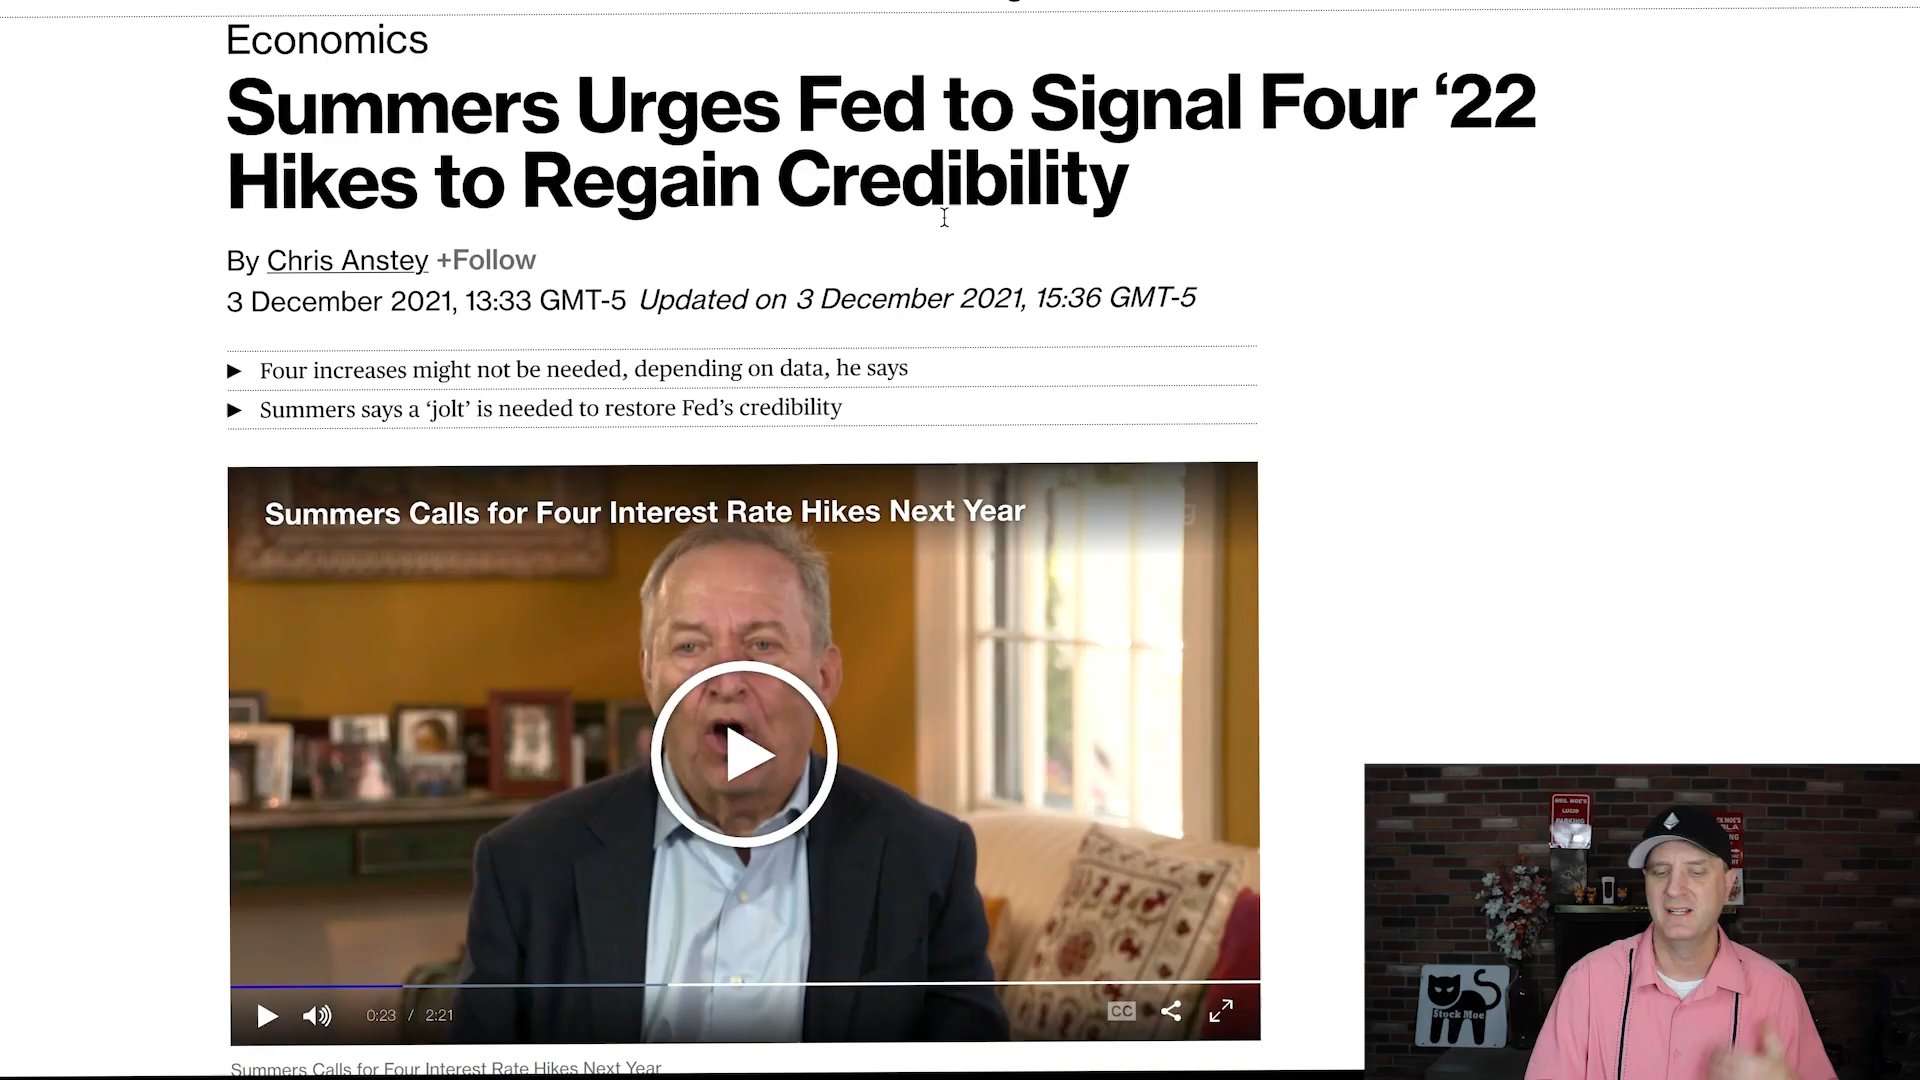 Economics
Summers Urges Fed to Signal Four ‘22
Hikes to Regain Credibility
By Chris Anstey +Follow
3 December 2021, 13:33 GMT-5 Updated on 3 December 2021, 15:36 GMT-5
Four increases might not be needed, depending on data, he says
Summers says a ‘jolt’ is needed to restore Fed’s credibility
Summers Calls for Four Interest Rate Hikes Next Year
0:23 / 2:21
CC
Summers Calls for Four Interest Rate Hikes Next Year
MRS. MOE'S
LUCID
PARKING
Stock Moe